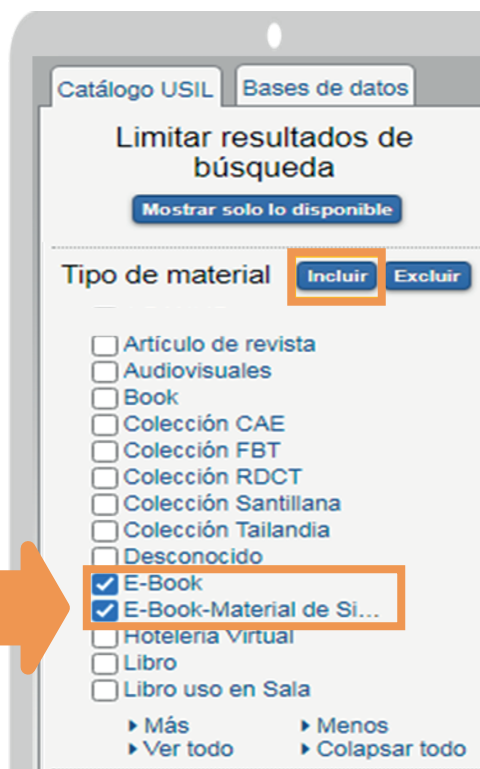 Catálogo USIL Bases de datos
Limitar resultados de
búsqueda
Mostrar solo lo disponible
Tipo de material Incluir Excluir
Artículo de revista
Audiovisuales
Book
Colección CAE
Colección FBT
Colección RDCT
Colección Santillana
Colección Tailandia
Desconocido
E-Book
E-Book-Material de Si...
Hotelería Virtual
Libro
Libro uso en Sala
Más Menos
Ver todo Colapsar todo